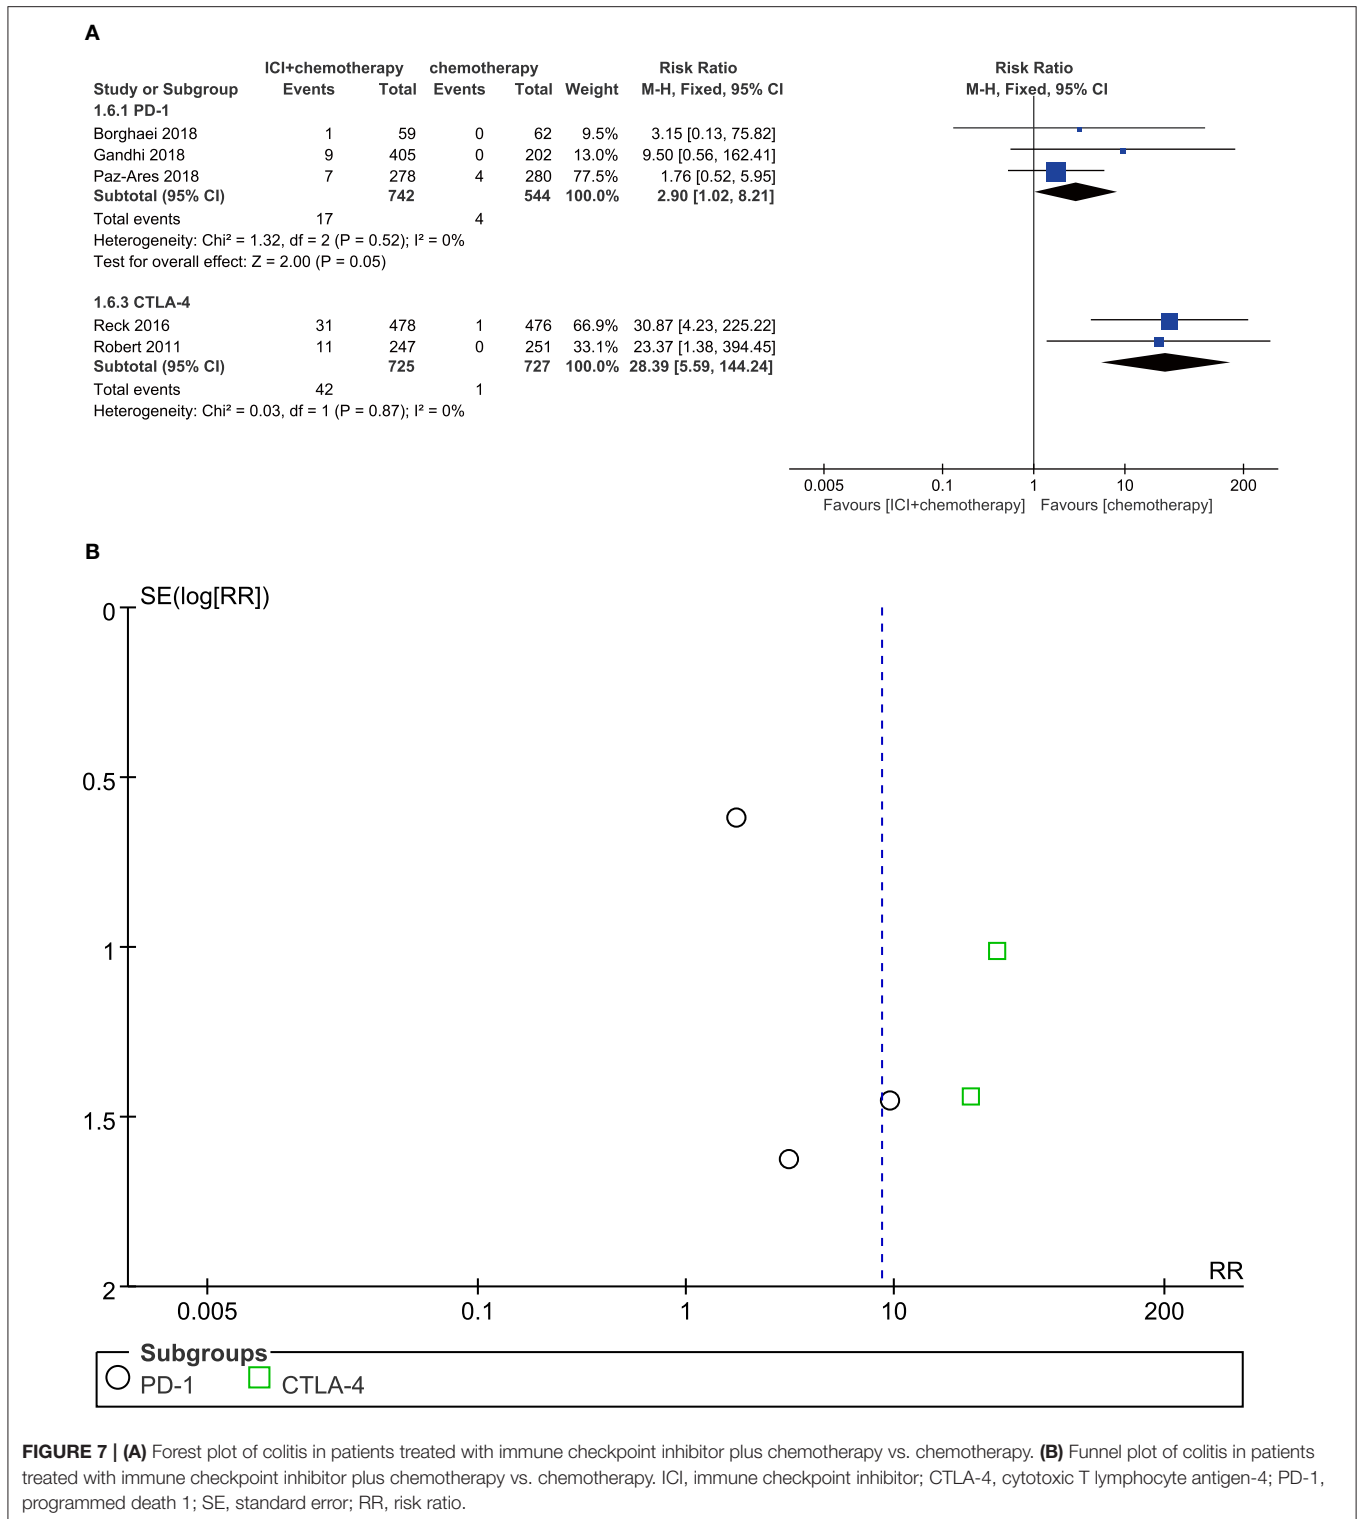 A
ICI+chemotherapy chemotherapy Risk Ratio Risk Ratio
Study or Subgroup Events Total Events Total Weight M-H, Fixed, 95% CI M-H, Fixed, 95% CI
1.6.1 PD-1
Borghaei 2018 1 59 0 62 9.5% 3.15 [0.13, 75.82]
Gandhi 2018 9 405 0 202 13.0% 9.50 [0.56, 162.41]
Paz-Ares 2018 7 278 4 280 77.5% 1.76 [0.52, 5.95]
Subtotal (95% CI) 742 544 100.0% 2.90 [1.02, 8.21]
Total events 17 4
Heterogeneity: Chi² = 1.32, df = 2 (P = 0.52); I² = 0%
Test for overall effect: Z = 2.00 (P = 0.05)
1.6.3 CTLA-4
Reck 2016 31 478 1 476 66.9% 30.87 [4.23, 225.22]
Robert 2011 11 247 0 251 33.1% 23.37 [1.38, 394.45]
Subtotal (95% CI) 725 727 100.0% 28.39 [5.59, 144.24]
Total events 42 1
Heterogeneity: Chi² = 0.03, df = 1 (P = 0.87); I² = 0%
0.005 0.1 1 10 200
Favours [ICI+chemotherapy] Favours [chemotherapy]
B
SE(log[RR])
0
0.5
1
1.5
2
RR
0.005 0.1 1 10 200
Subgroups
PD-1 CTLA-4
FIGURE 7 | (A) Forest plot of colitis in patients treated with immune checkpoint inhibitor plus chemotherapy vs. chemotherapy. (B) Funnel plot of colitis in patients
treated with immune checkpoint inhibitor plus chemotherapy vs. chemotherapy. ICI, immune checkpoint inhibitor; CTLA-4, cytotoxic T lymphocyte antigen-4; PD-1,
programmed death 1; SE, standard error; RR, risk ratio.